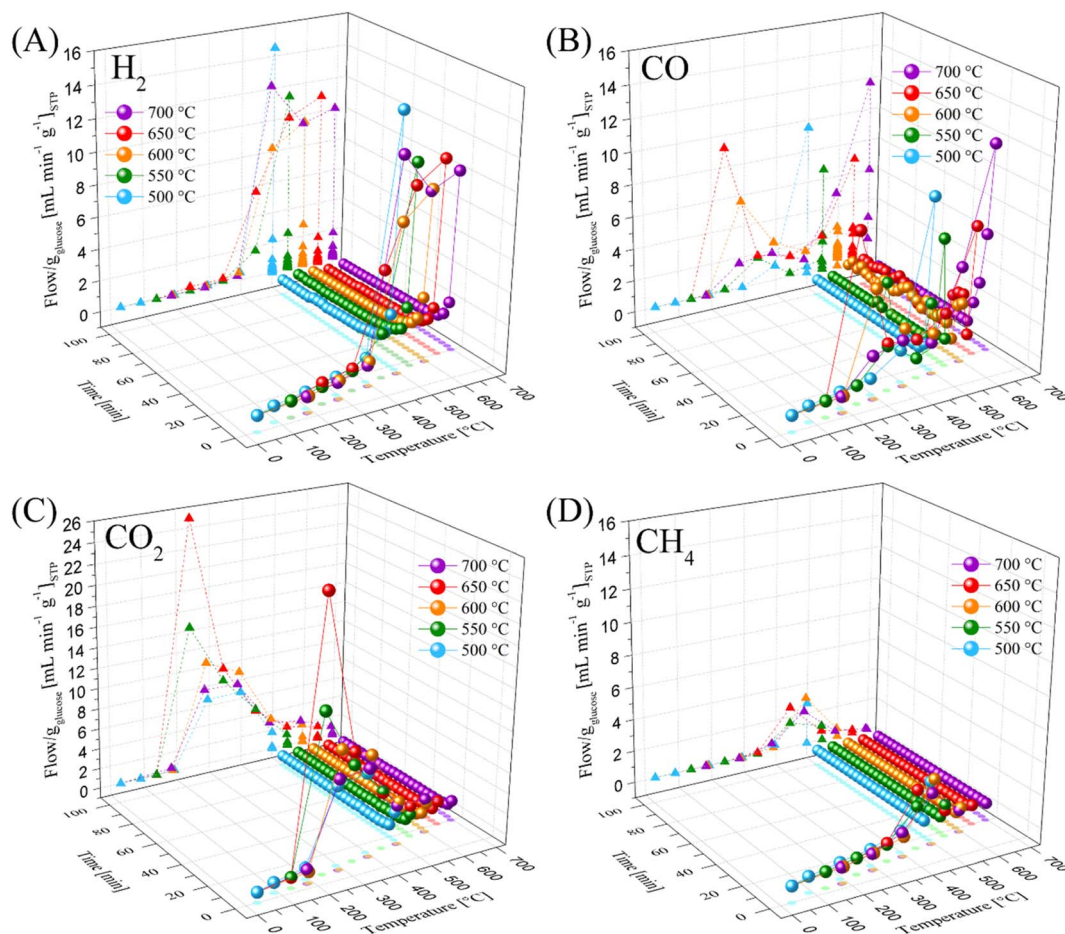 (A)
H2
Flow/gglucose [mL min-1 g-1]STP
16
14
12
10
8
6
4
2
0
700 °C
650 °C
600 °C
550 °C
500 °C
100
80
60
40
20
0
Time [min]
0
100
200
300
400
500
600
700
Temperature [°C]
(B)
CO
Flow/gglucose [mL min-1 g-1]STP
16
14
12
10
8
6
4
2
0
700 °C
650 °C
600 °C
550 °C
500 °C
100
80
60
40
20
0
Time [min]
0
100
200
300
400
500
600
700
Temperature [°C]
(C)
CO2
Flow/gglucose [mL min-1 g-1]STP
26
24
22
20
18
16
14
12
10
8
6
4
2
0
700 °C
650 °C
600 °C
550 °C
500 °C
100
80
60
40
20
0
Time [min]
0
100
200
300
400
500
600
700
Temperature [°C]
(D)
CH4
Flow/gglucose [mL min-1 g-1]STP
16
14
12
10
8
6
4
2
0
700 °C
650 °C
600 °C
550 °C
500 °C
100
80
60
40
20
0
Time [min]
0
100
200
300
400
500
600
700
Temperature [°C]